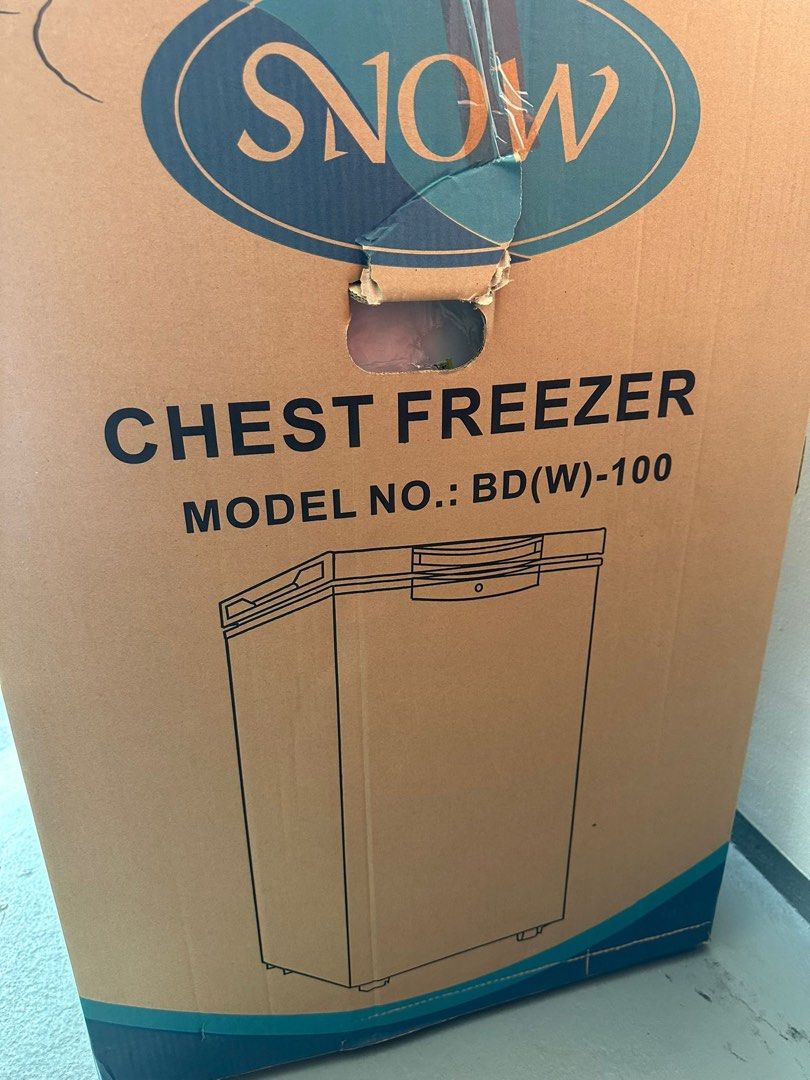 SNOW
CHEST FREEZER
MODEL NO.: BD(W)-100